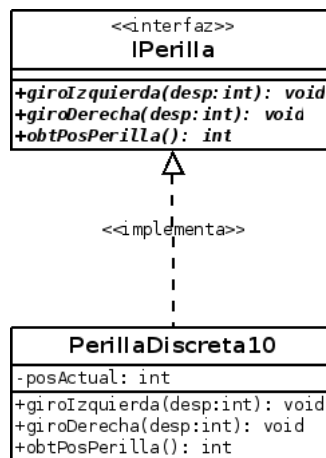 <<interfaz>>
IPerilla
+giroIzquierda(desp:int): void
+giroDerecha(desp:int): void
+obtPosPerilla(): int
<<implementa>>
PerillaDiscreta10
-posActual: int
+giroIzquierda(desp:int): void
+giroDerecha(desp:int): void
+obtPosPerilla(): int